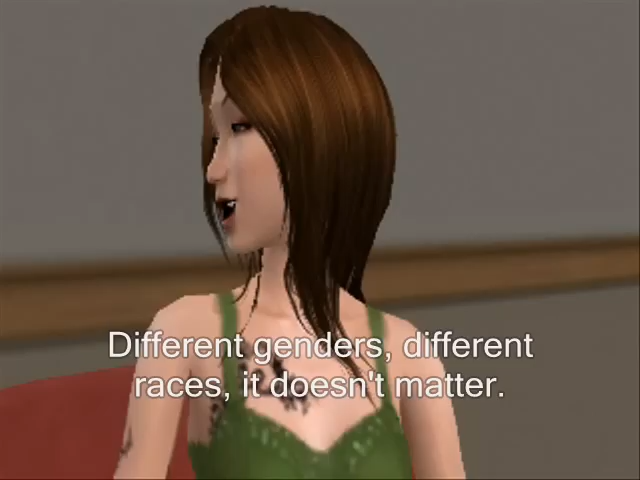 Different genders, different
races, it doesn't matter.